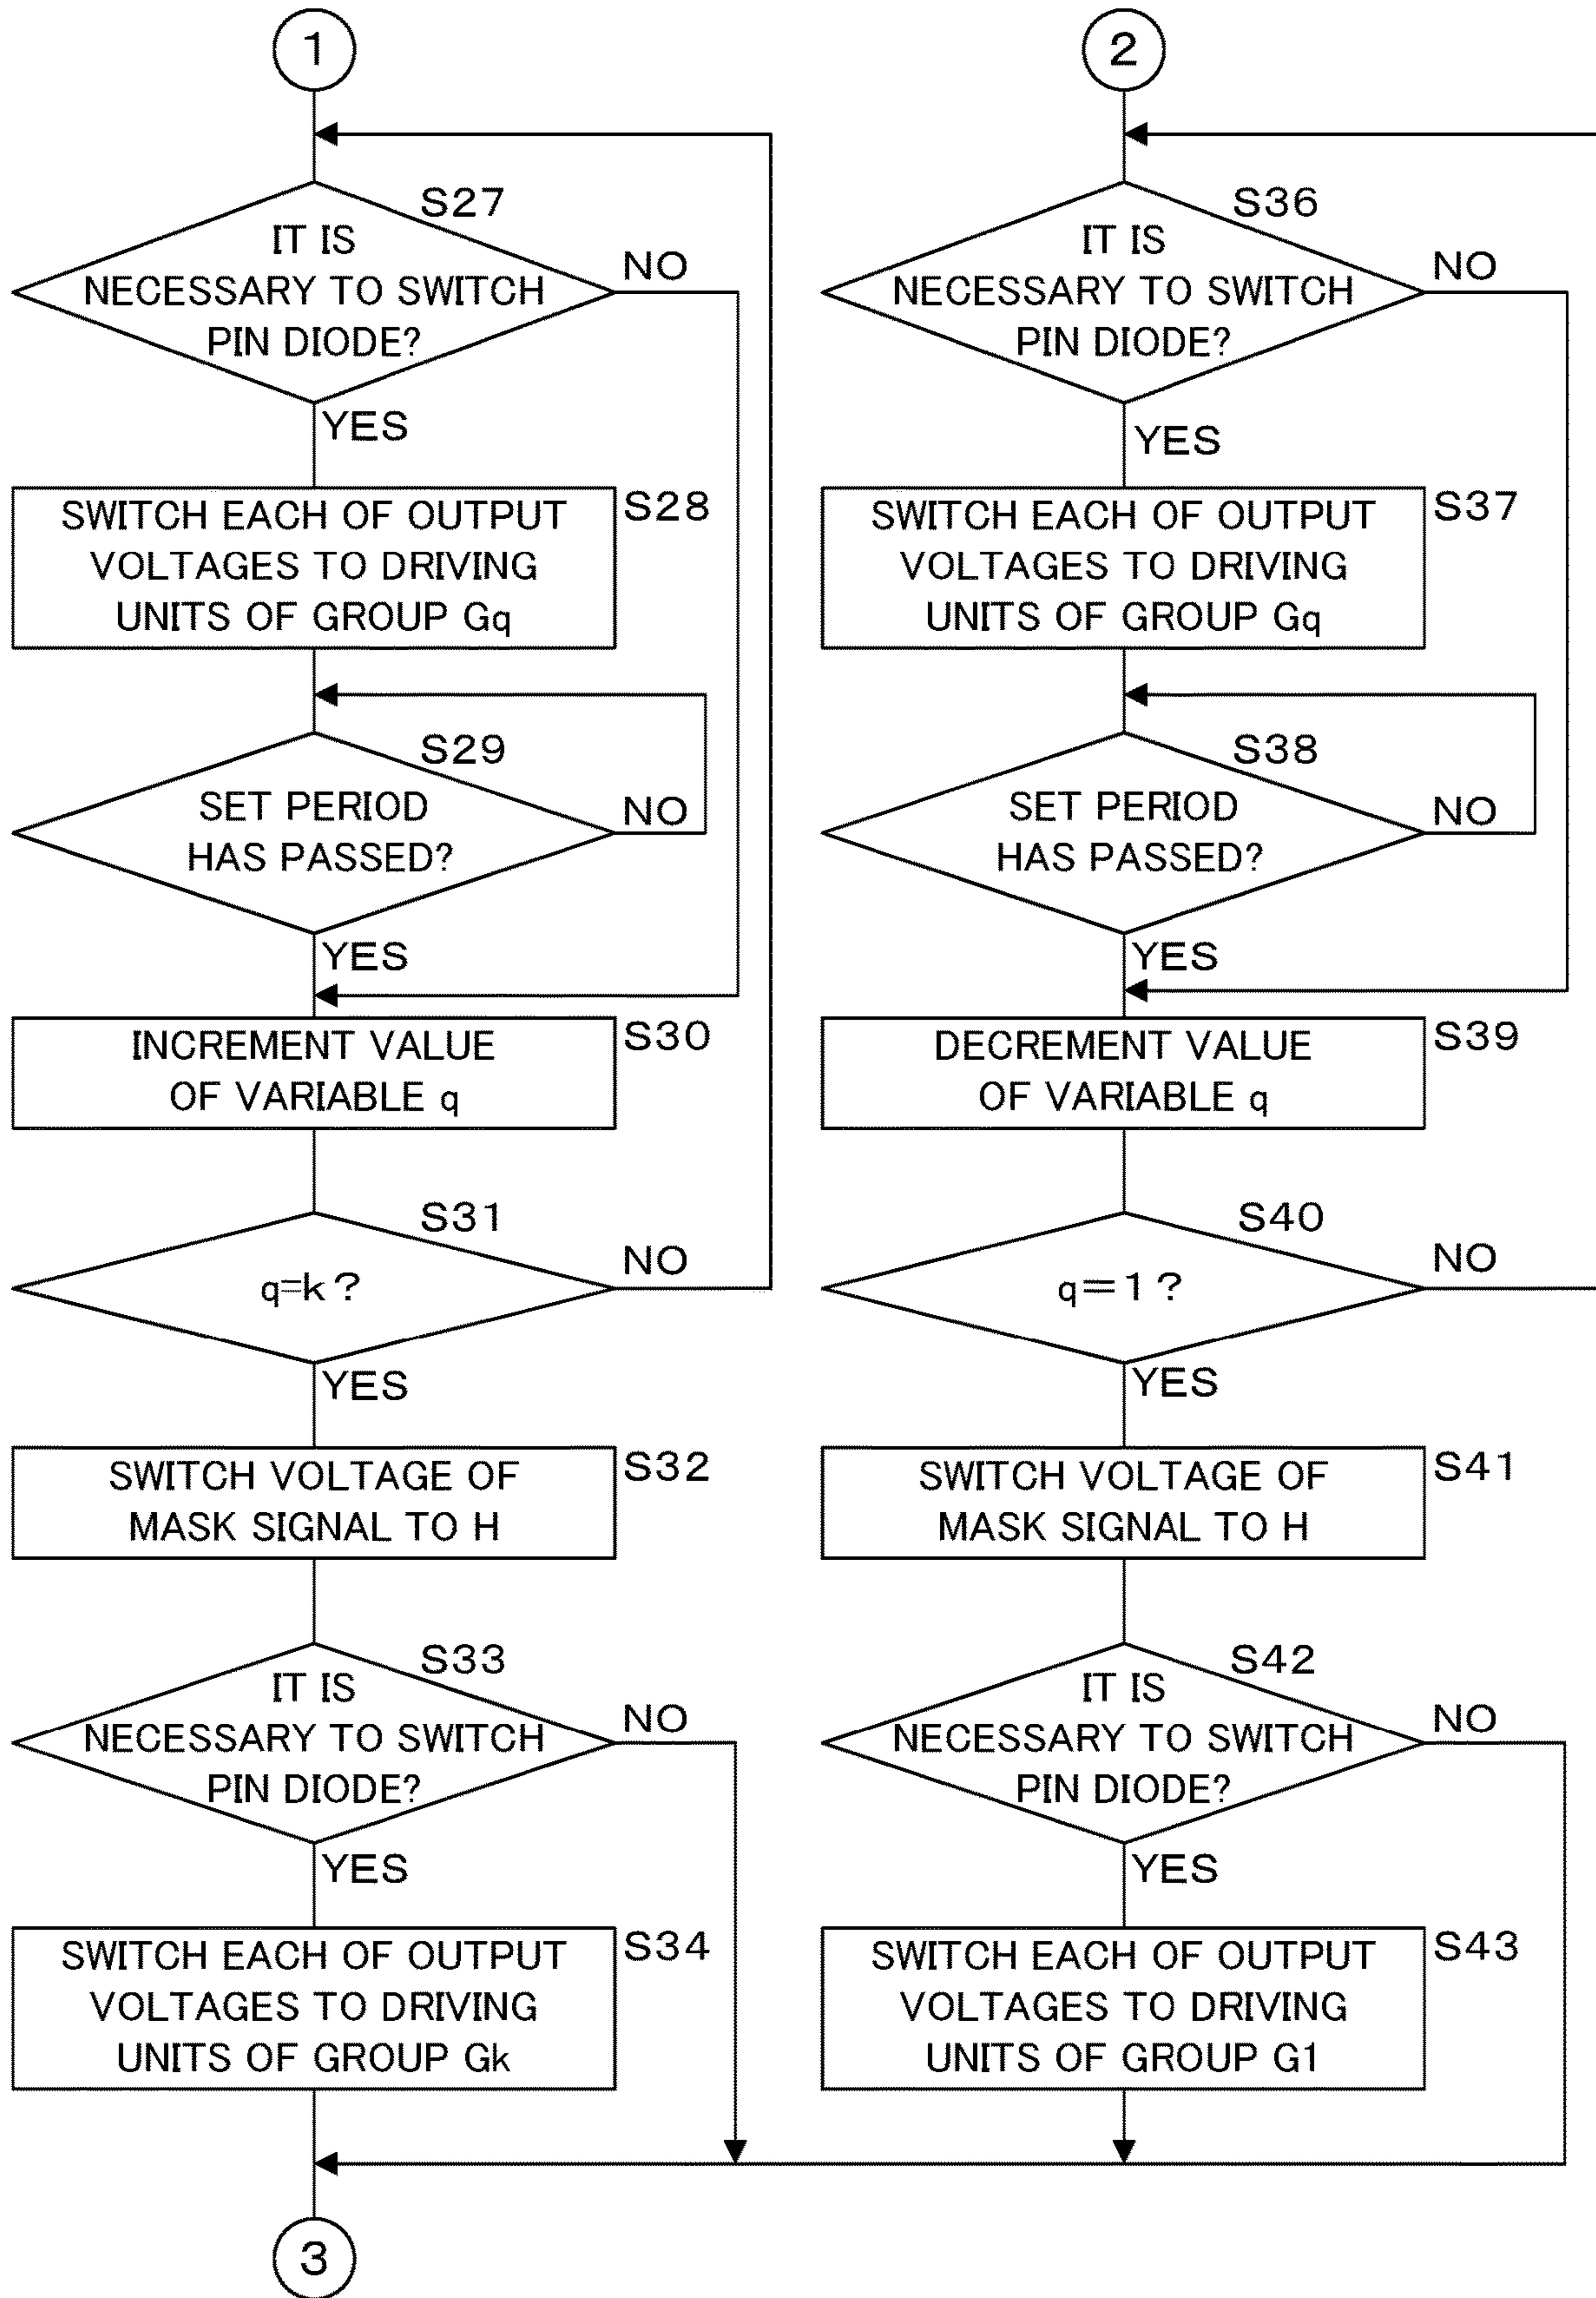 1
S27
IT IS
NECESSARY TO SWITCH
PIN DIODE?
NO
YES
SWITCH EACH OF OUTPUT
VOLTAGES TO DRIVING
UNITS OF GROUP Gq
S28
S29
SET PERIOD
HAS PASSED?
NO
YES
INCREMENT VALUE
OF VARIABLE q
S30
S31
q=k?
NO
YES
SWITCH VOLTAGE OF
MASK SIGNAL TO H
S32
S33
IT IS
NECESSARY TO SWITCH
PIN DIODE?
NO
YES
SWITCH EACH OF OUTPUT
VOLTAGES TO DRIVING
UNITS OF GROUP Gk
S34
3
2
S36
IT IS
NECESSARY TO SWITCH
PIN DIODE?
NO
YES
SWITCH EACH OF OUTPUT
VOLTAGES TO DRIVING
UNITS OF GROUP Gq
S37
S38
SET PERIOD
HAS PASSED?
NO
YES
DECREMENT VALUE
OF VARIABLE q
S39
S40
q=1?
NO
YES
SWITCH VOLTAGE OF
MASK SIGNAL TO H
S41
S42
IT IS
NECESSARY TO SWITCH
PIN DIODE?
NO
YES
SWITCH EACH OF OUTPUT
VOLTAGES TO DRIVING
UNITS OF GROUP G1
S43